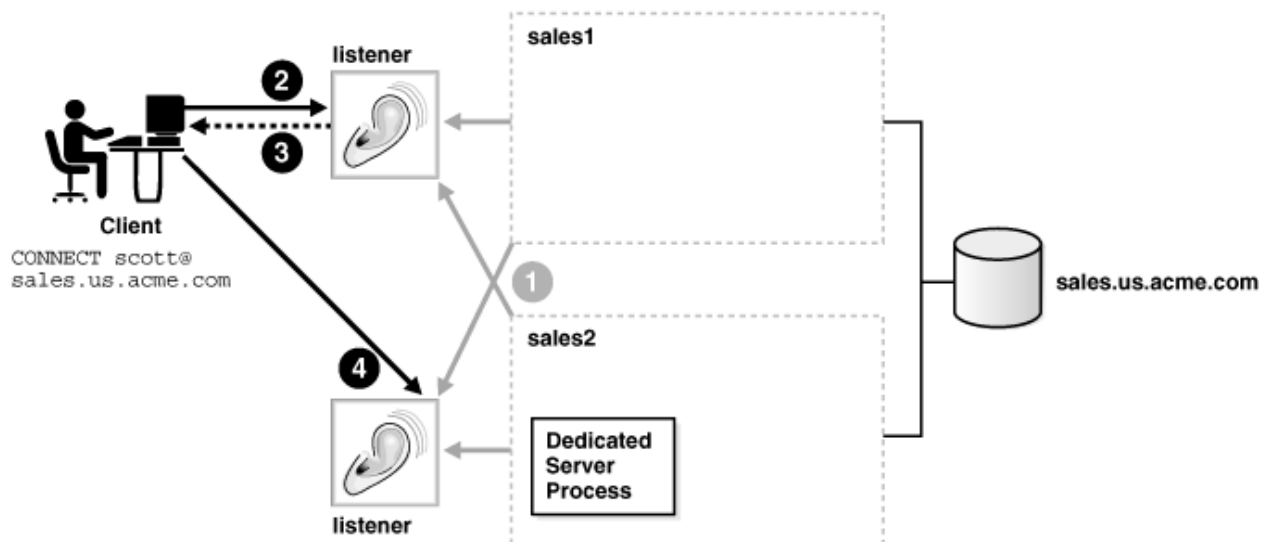 sales1
listener
2
3
Client
CONNECT scott@
sales.us.acme.com
1
sales.us.acme.com
sales2
4
Dedicated
Server
Process
listener